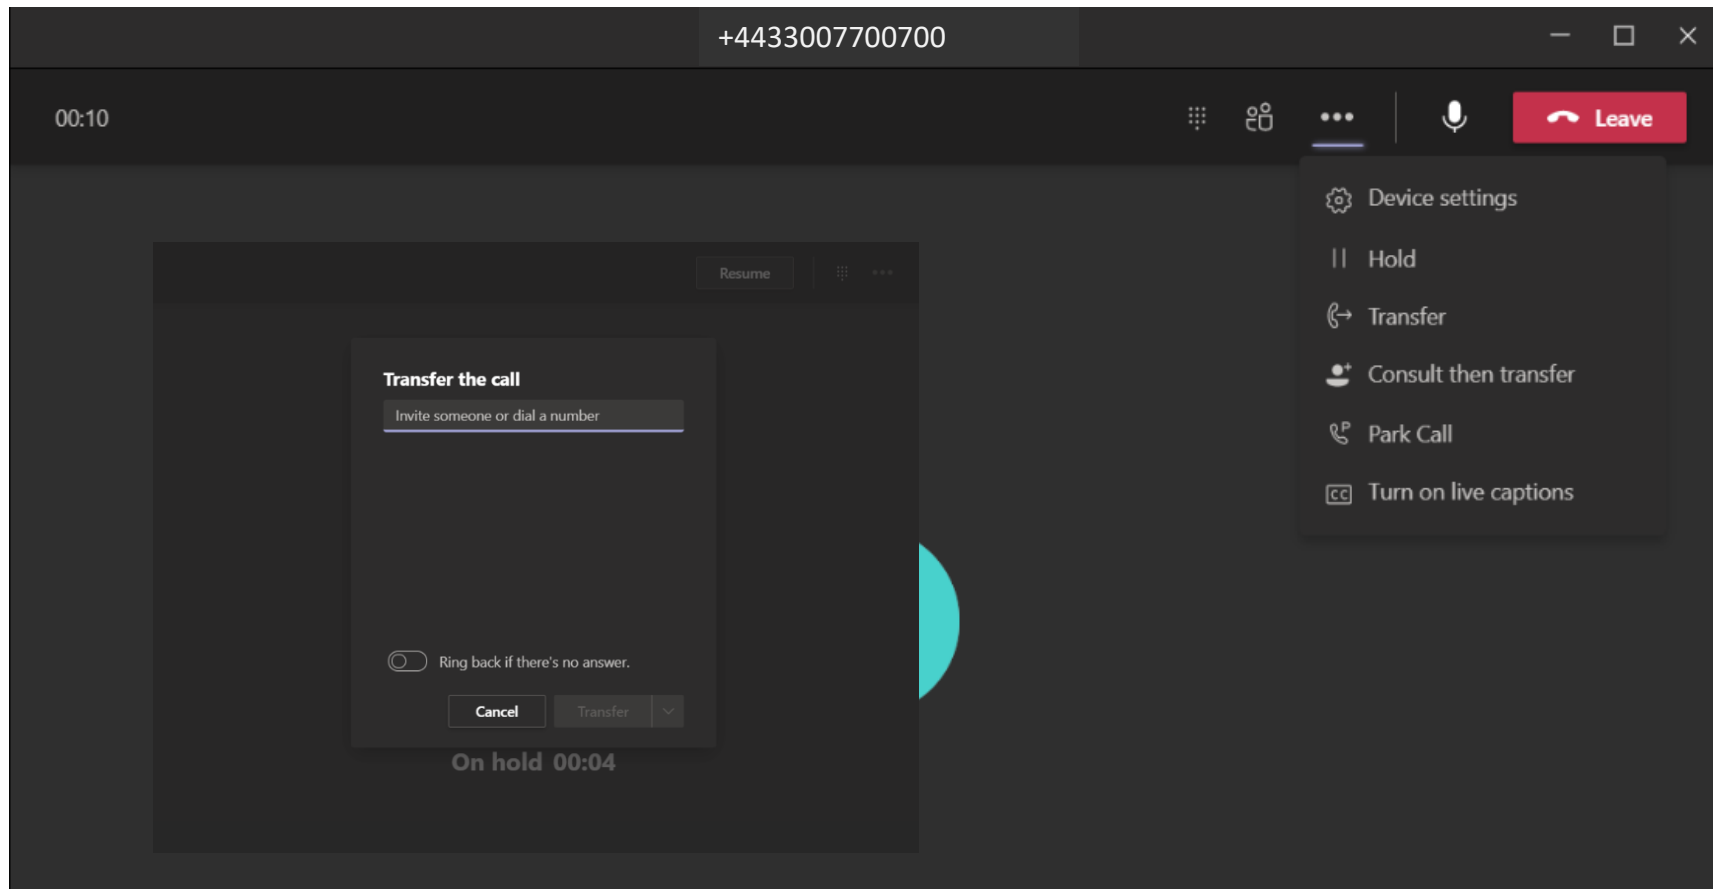 +4433007700700
00:10
Leave
Device settings
Hold
Transfer
Consult then transfer
Park Call
CC Turn on live captions
Resume
Transfer the call
Invite someone or dial a number
Ring back if there's no answer.
Cancel Transfer
On hold 00:04